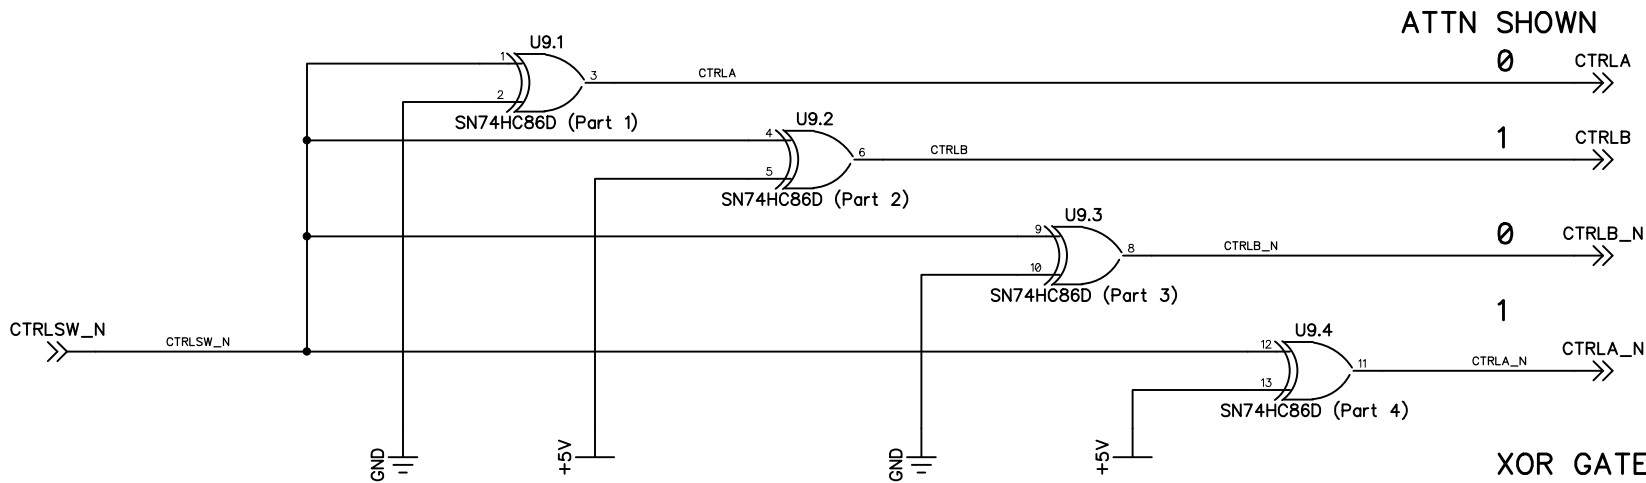 ATTN SHOWN
U9.1
1
2
3
CTRLA
0
CTRLA
SN74HC86D (Part 1)
U9.2
4
5
6
CTRLB
1
CTRLB
SN74HC86D (Part 2)
U9.3
9
10
8
CTRLB_N
0
CTRLB_N
SN74HC86D (Part 3)
1
CTRLSW_N
CTRLSW_N
U9.4
12
13
11
CTRLA_N
CTRLA_N
SN74HC86D (Part 4)
GND
+5V
GND
+5V
XOR GATE